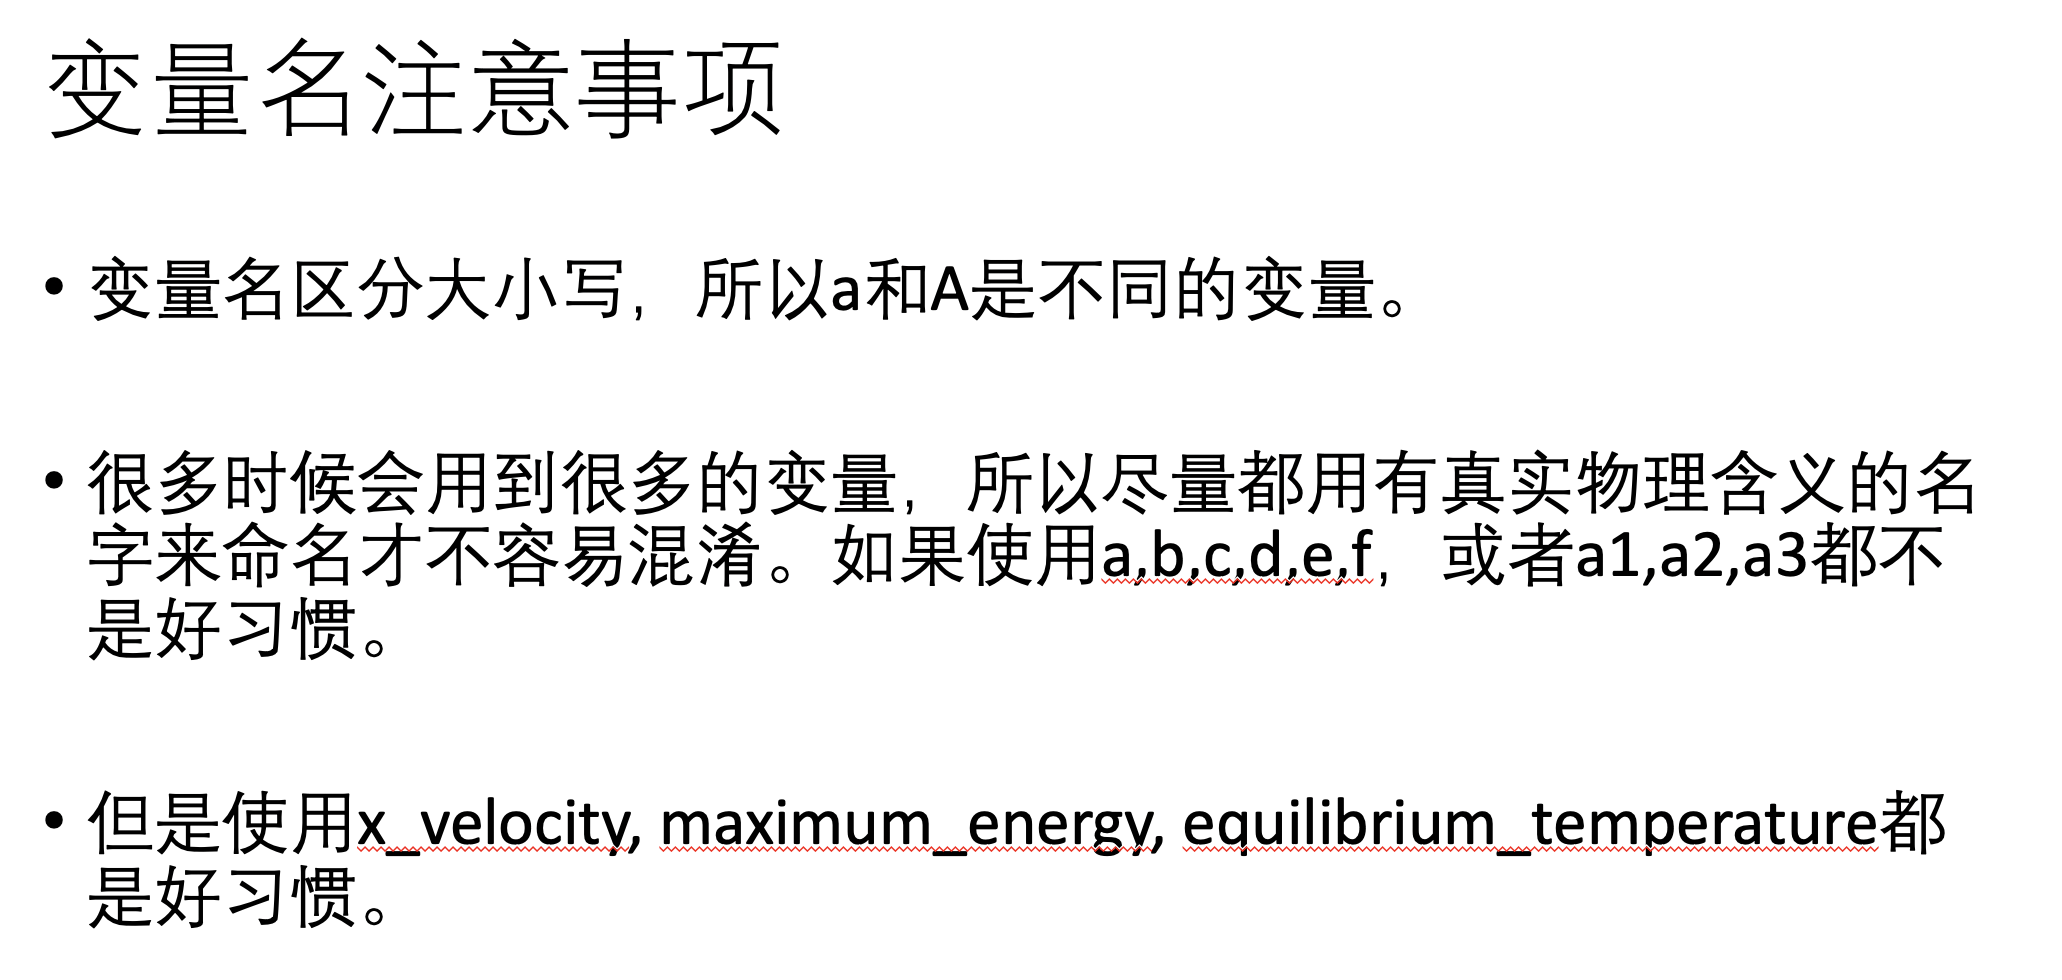 变量名注意事项
• 变量名区分大小写，所以a和A是不同的变量。
• 很多时候会用到很多的变量，所以尽量都用有真实物理含义的名
字来命名才不容易混淆。如果使用a,b,c,d,e,f，或者a1,a2,a3都不
是好习惯。
• 但是使用x_velocity, maximum_energy, equilibrium_temperature都
是好习惯。